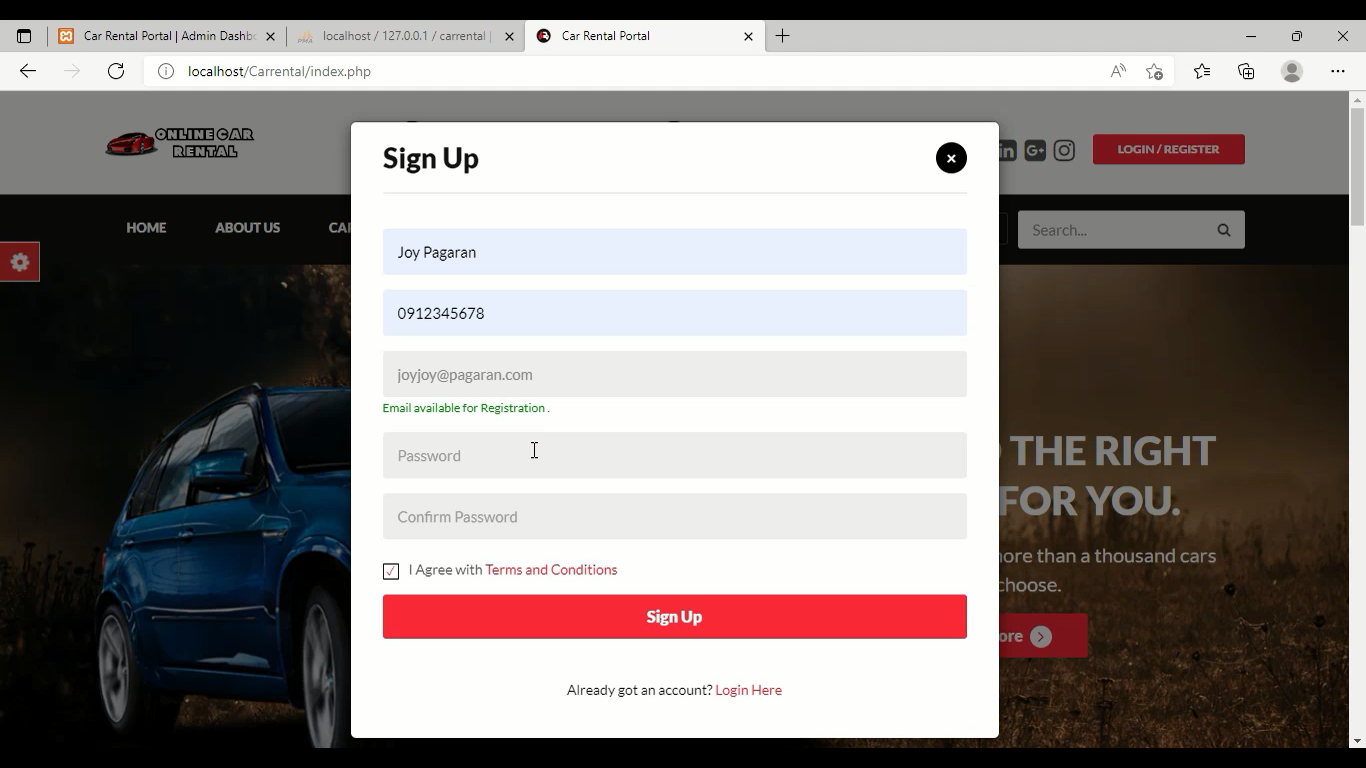 Car Rental Portal | Admin Dashb
localhost / 127.0.0.1 / carrental |
Car Rental Portal
localhost/Carrental/index.php
ONLINE CAR
RENTAL
in
G+
LOGIN / REGISTER
HOME
ABOUT US
CA
Search...
Sign Up
Joy Pagaran
0912345678
joyjoy@pagaran.com
Email available for Registration .
Password
Confirm Password
I Agree with Terms and Conditions
Sign Up
Already got an account? Login Here
THE RIGHT
FOR YOU.
ore than a thousand cars
choose.
ore